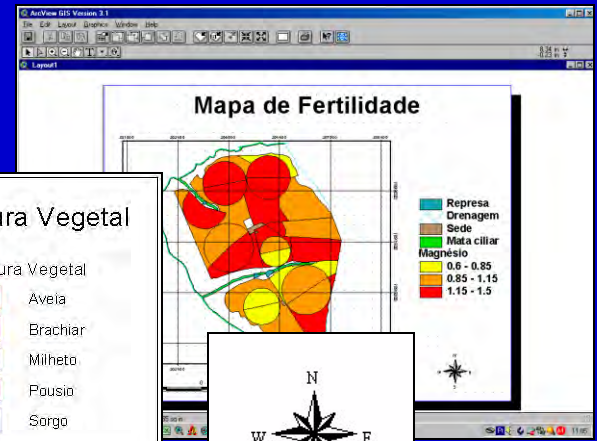 ArcView GIS Version 3.1
File Edit Layout Graphics Window Help
Layout1
Mapa de Fertilidade
Represa
Drenagem
Sede
Mata ciliar
Magnésio
0.6 - 0.85
0.85 - 1.15
1.15 - 1.5
ura Vegetal
ura Vegetal
Aveia
Brachiar
Milheto
Pousio
Sorgo
N
W E